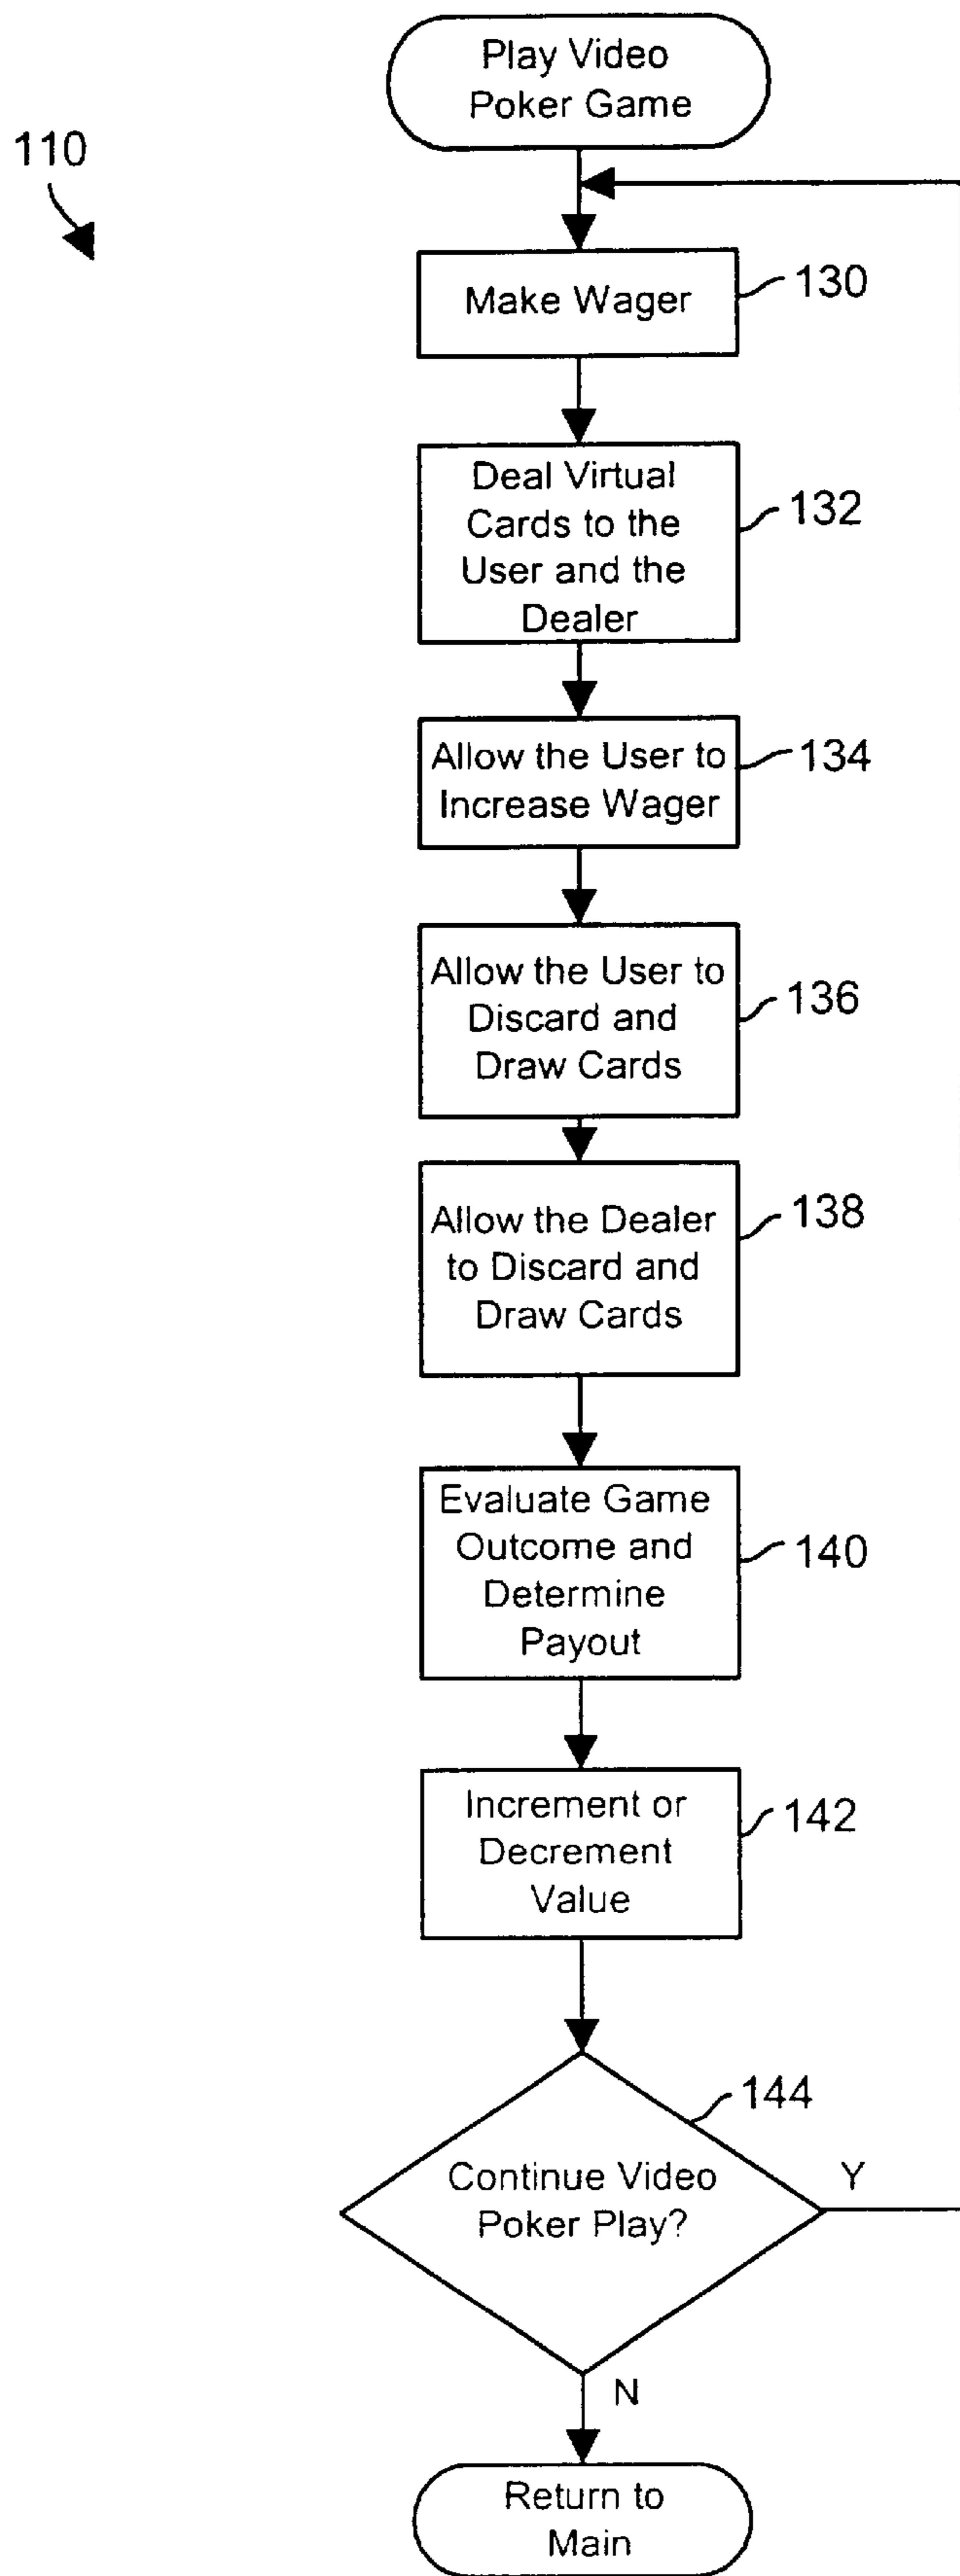 Play Video
Poker Game
110
Make Wager
130
Deal Virtual
Cards to the
User and the
Dealer
132
Allow the User to
Increase Wager
134
Allow the User to
Discard and
Draw Cards
136
Allow the Dealer
to Discard and
Draw Cards
138
Evaluate Game
Outcome and
Determine
Payout
140
Increment or
Decrement
Value
142
144
Continue Video
Poker Play?
Y
N
Return to
Main